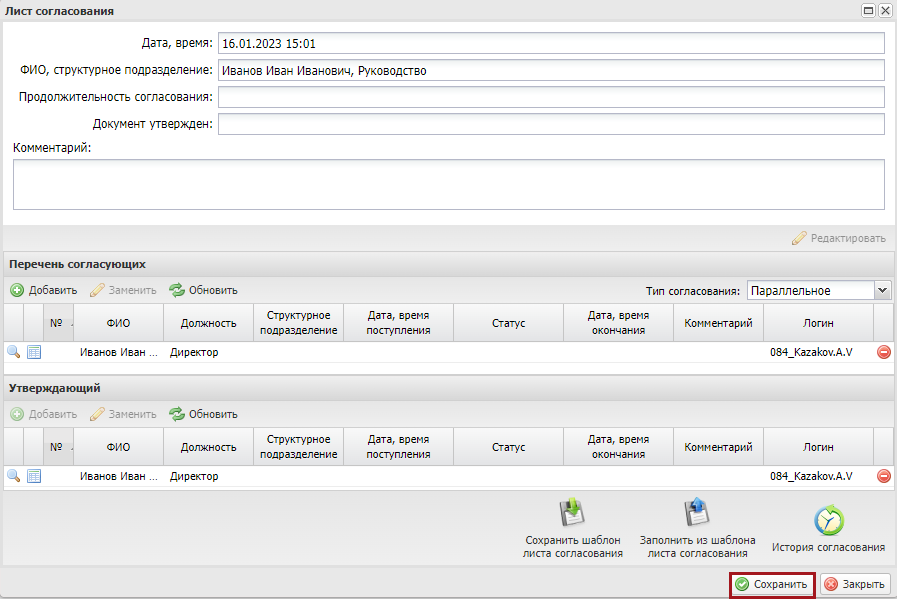 Лист согласования
Дата, время: 16.01.2023 15:01
ФИО, структурное подразделение: Иванов Иван Иванович, Руководство
Продолжительность согласования:
Документ утвержден:
Комментарий:
Редактировать
Перечень согласующих
Добавить Заменить Обновить Тип согласования: Параллельное
№ ФИО Должность Структурное подразделение Дата, время поступления Статус Дата, время окончания Комментарий Логин
Иванов Иван ... Директор 084_Kazakov.A.V
Утверждающий
Добавить Заменить Обновить
№ ФИО Должность Структурное подразделение Дата, время поступления Статус Дата, время окончания Комментарий Логин
Иванов Иван ... Директор 084_Kazakov.A.V
Сохранить шаблон листа согласования
Заполнить из шаблона листа согласования
История согласования
Сохранить Закрыть